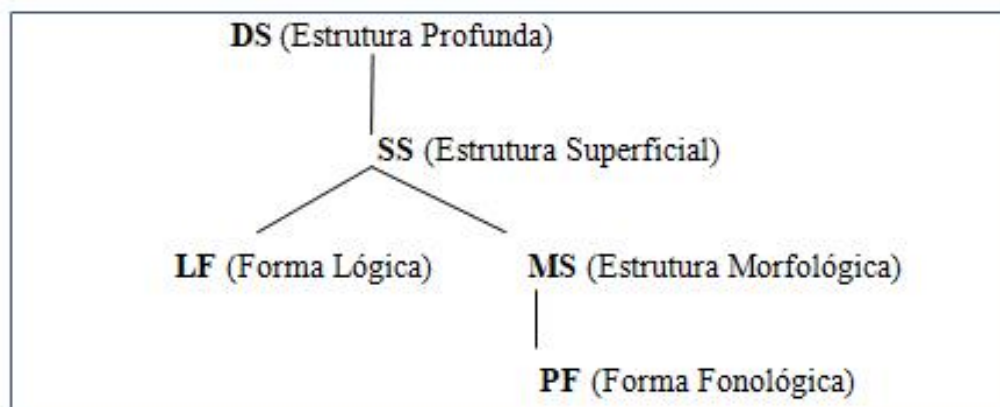 DS (Estrutura Profunda)
SS (Estrutura Superficial)
LF (Forma Lógica) MS (Estrutura Morfológica)
PF (Forma Fonológica)